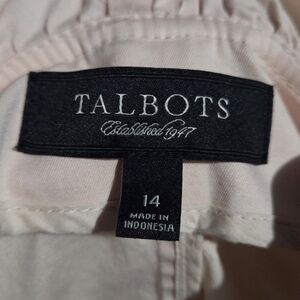 TALBOTS
Established 1947
14
MADE IN
INDONESIA